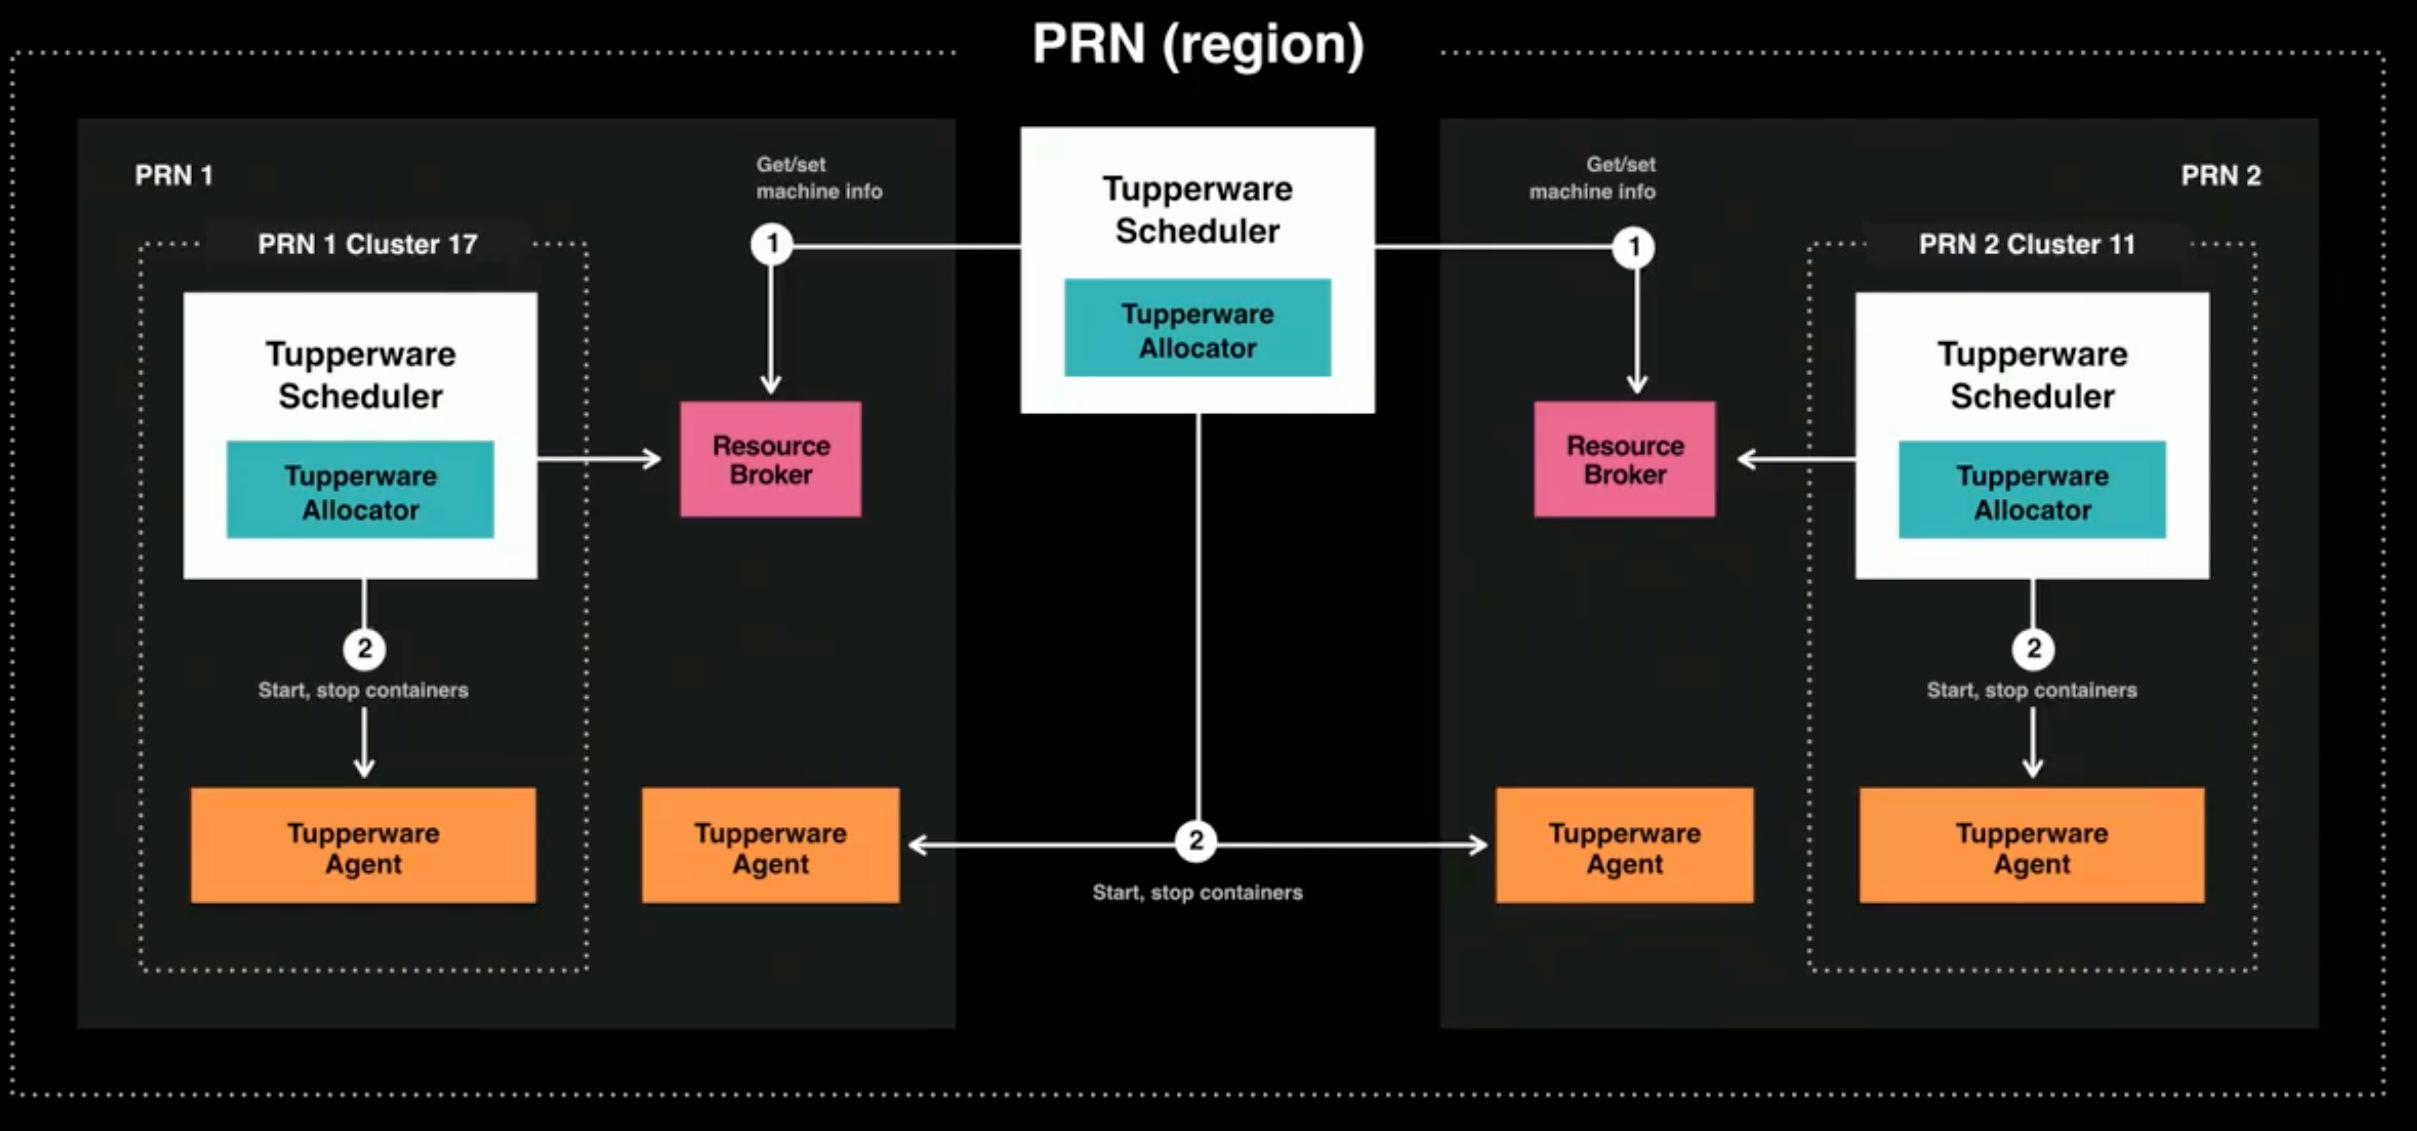 PRN (region)
PRN 1
Get/set
machine info
1
PRN 1 Cluster 17
Tupperware
Scheduler
Tupperware
Allocator
2
Start, stop containers
Tupperware
Agent
Resource
Broker
Tupperware
Agent
Tupperware
Scheduler
Tupperware
Allocator
2
Start, stop containers
Get/set
machine info
1
PRN 2
Resource
Broker
Tupperware
Agent
PRN 2 Cluster 11
Tupperware
Scheduler
Tupperware
Allocator
2
Start, stop containers
Tupperware
Agent